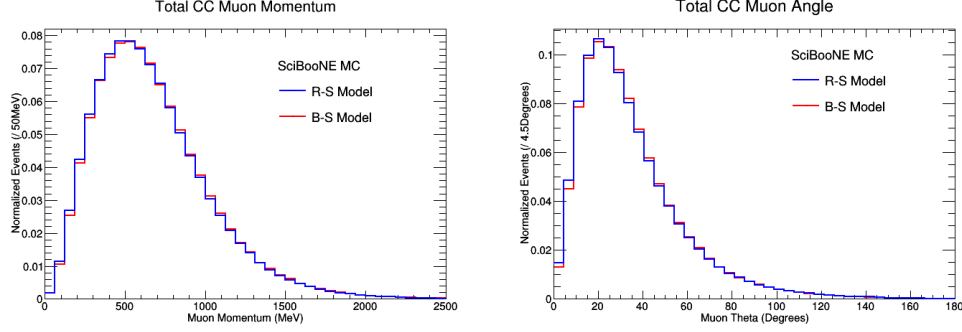 Total CC Muon Momentum
Normalized Events (/ 50MeV)
0.08
0.07
0.06
0.05
0.04
0.03
0.02
0.01
0
SciBooNE MC
R-S Model
B-S Model
0 500 1000 1500 2000 2500
Muon Momentum (MeV)
Total CC Muon Angle
Normalized Events (/ 4.5Degrees)
0.1
0.08
0.06
0.04
0.02
0
SciBooNE MC
R-S Model
B-S Model
0 20 40 60 80 100 120 140 160 180
Muon Theta (Degrees)